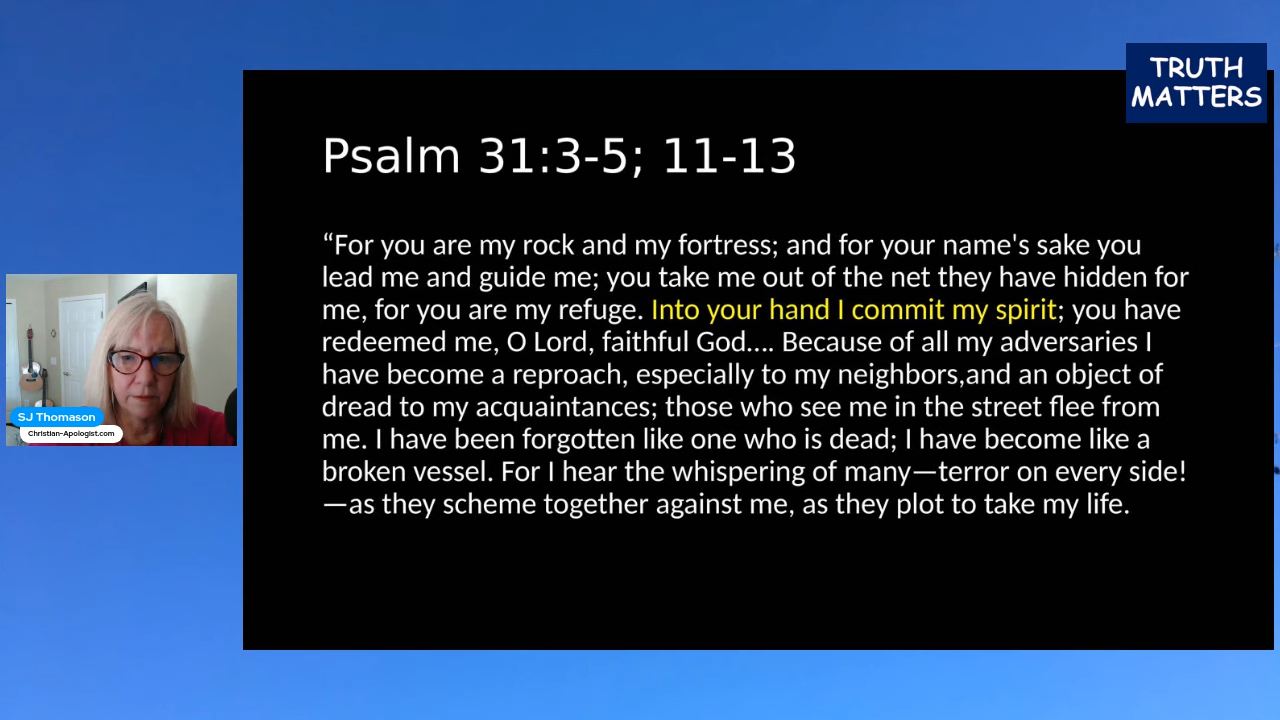 TRUTH
MATTERS
Psalm 31:3-5; 11-13
“For you are my rock and my fortress; and for your name's sake you
lead me and guide me; you take me out of the net they have hidden for
me, for you are my refuge. Into your hand I commit my spirit; you have
redeemed me, O Lord, faithful God…. Because of all my adversaries I
have become a reproach, especially to my neighbors,and an object of
dread to my acquaintances; those who see me in the street flee from
me. I have been forgotten like one who is dead; I have become like a
broken vessel. For I hear the whispering of many—terror on every side!
—as they scheme together against me, as they plot to take my life.
SJ Thomason
Christian-Apologist.com